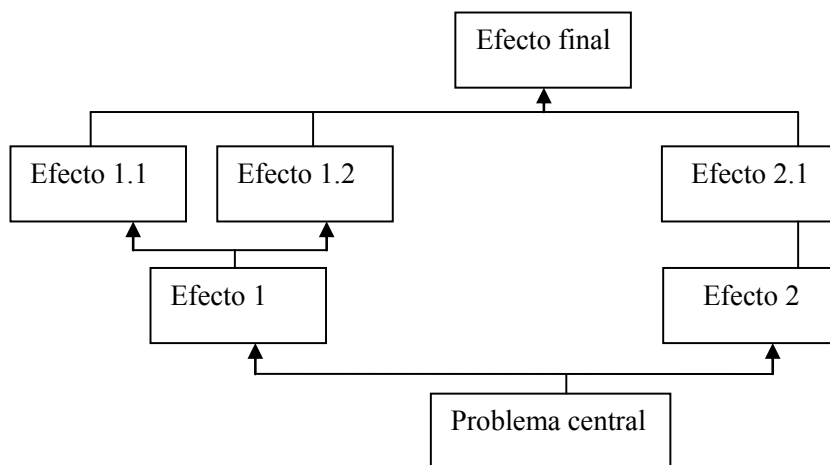 Efecto final
Efecto 1.1
Efecto 1.2
Efecto 2.1
Efecto 1
Efecto 2
Problema central